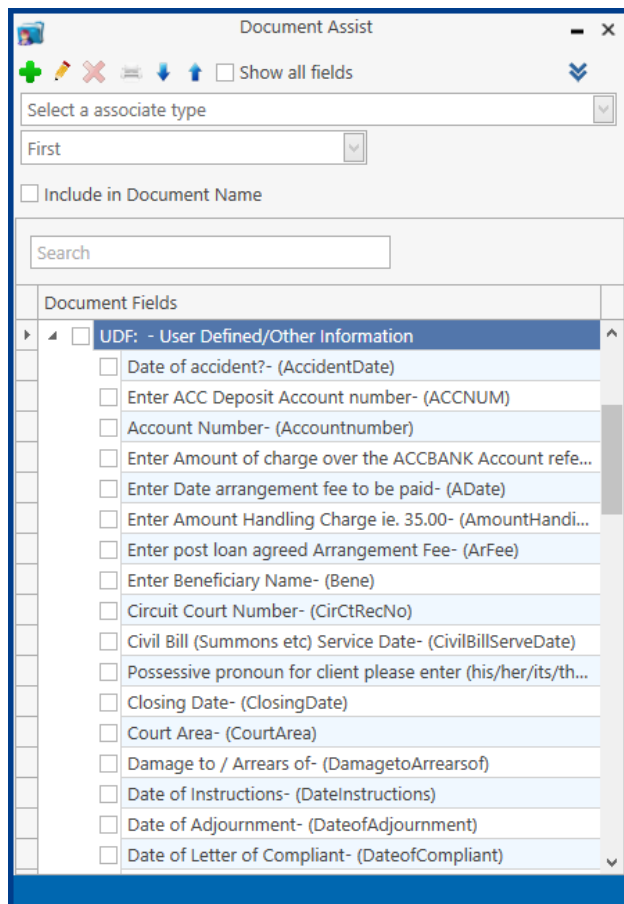 Document Assist
Show all fields
Select a associate type
First
Include in Document Name
Search
Document Fields
UDF:  - User Defined/Other Information
Date of accident?- (AccidentDate)
Enter ACC Deposit Account number- (ACCNUM)
Account Number- (Accountnumber)
Enter Amount of charge over the ACCBANK Account refe...
Enter Date arrangement fee to be paid- (ADate)
Enter Amount Handling Charge ie. 35.00- (AmountHandi...
Enter post loan agreed Arrangement Fee- (ArFee)
Enter Beneficiary Name- (Bene)
Circuit Court Number- (CirCtRecNo)
Civil Bill (Summons etc) Service Date- (CivilBillServeDate)
Possessive pronoun for client please enter (his/her/its/th...
Closing Date- (ClosingDate)
Court Area- (CourtArea)
Damage to / Arrears of- (DamagetoArrearsof)
Date of Instructions- (DateInstructions)
Date of Adjournment- (DateofAdjournment)
Date of Letter of Compliant- (DateofCompliant)